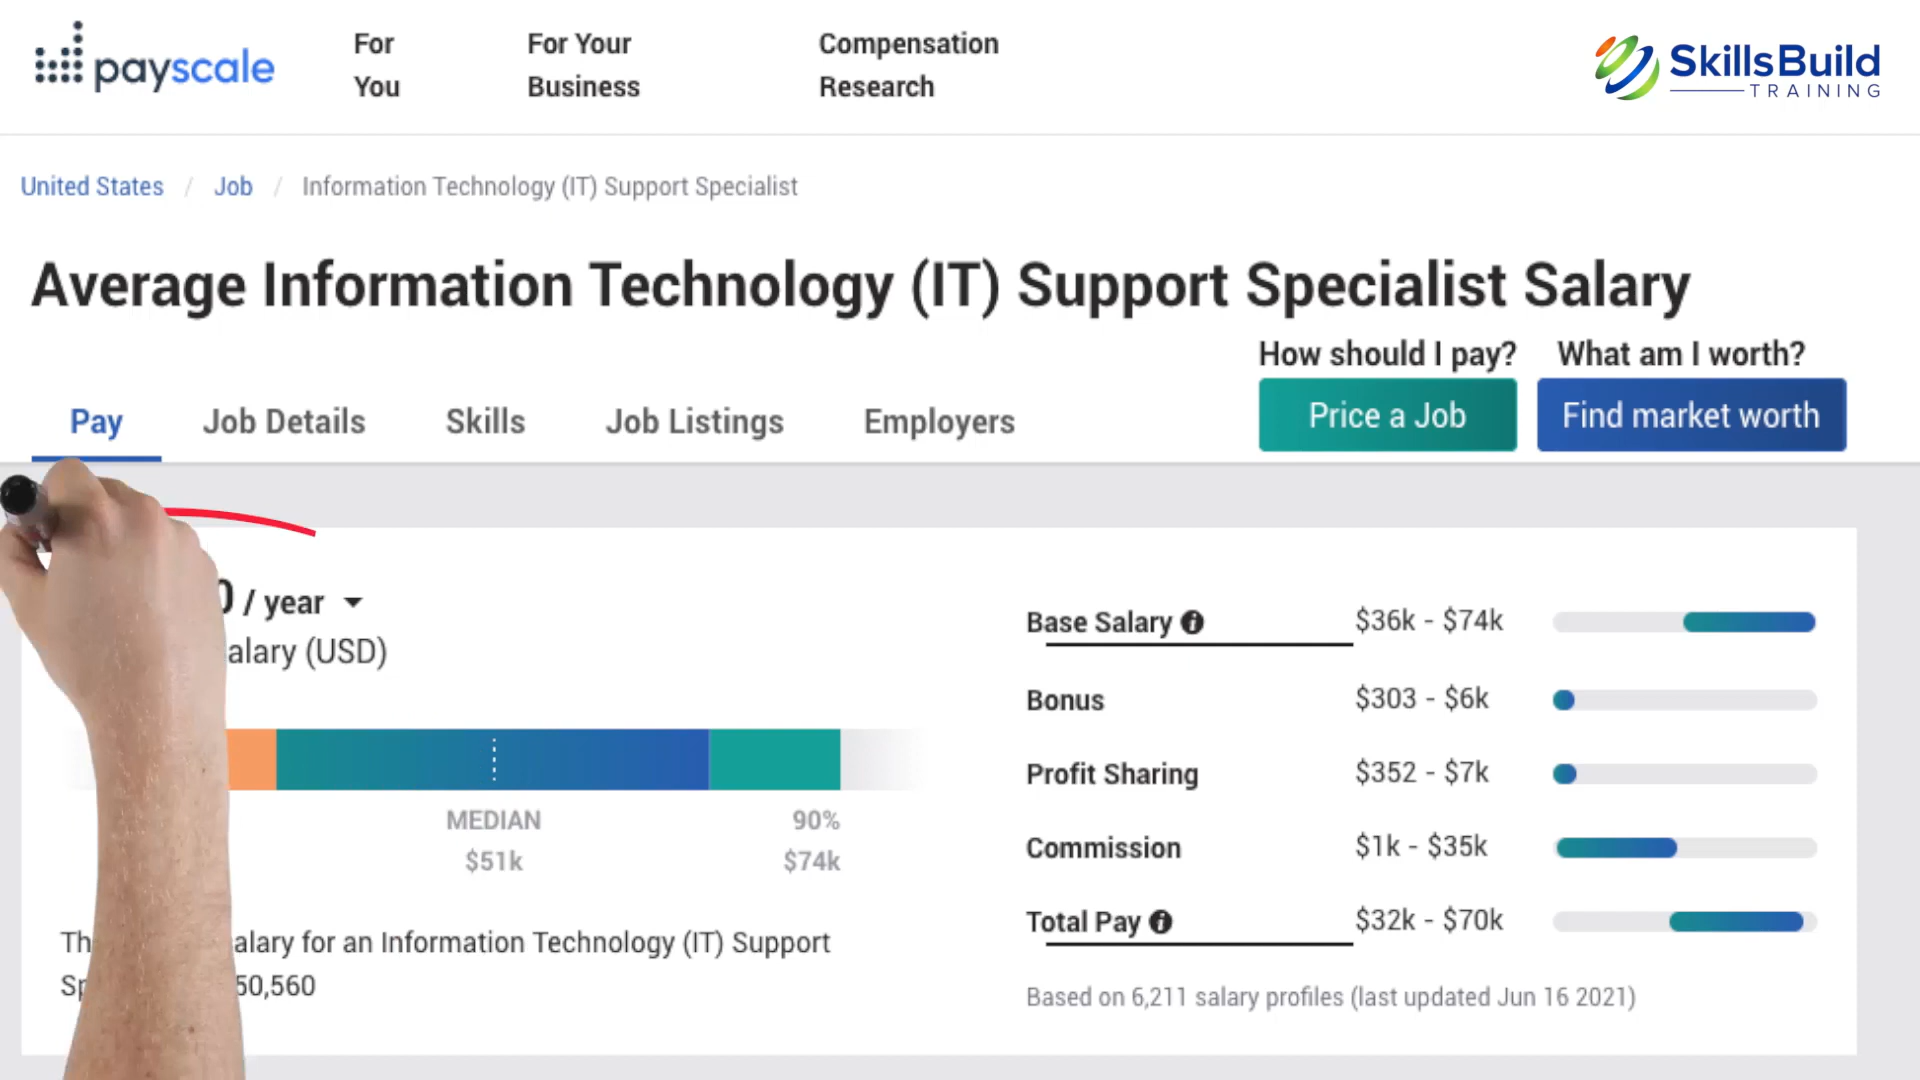 payscale
For You
For Your Business
Compensation Research
SkillsBuild
TRAINING
United States / Job / Information Technology (IT) Support Specialist
Average Information Technology (IT) Support Specialist Salary
How should I pay?
What am I worth?
Pay
Job Details
Skills
Job Listings
Employers
Price a Job
Find market worth
/ year
(USD)
MEDIAN
$51k
90%
$74k
for an Information Technology (IT) Support
50,560
Base Salary $36k - $74k
Bonus $303 - $6k
Profit Sharing $352 - $7k
Commission $1k - $35k
Total Pay $32k - $70k
Based on 6,211 salary profiles (last updated Jun 16 2021)